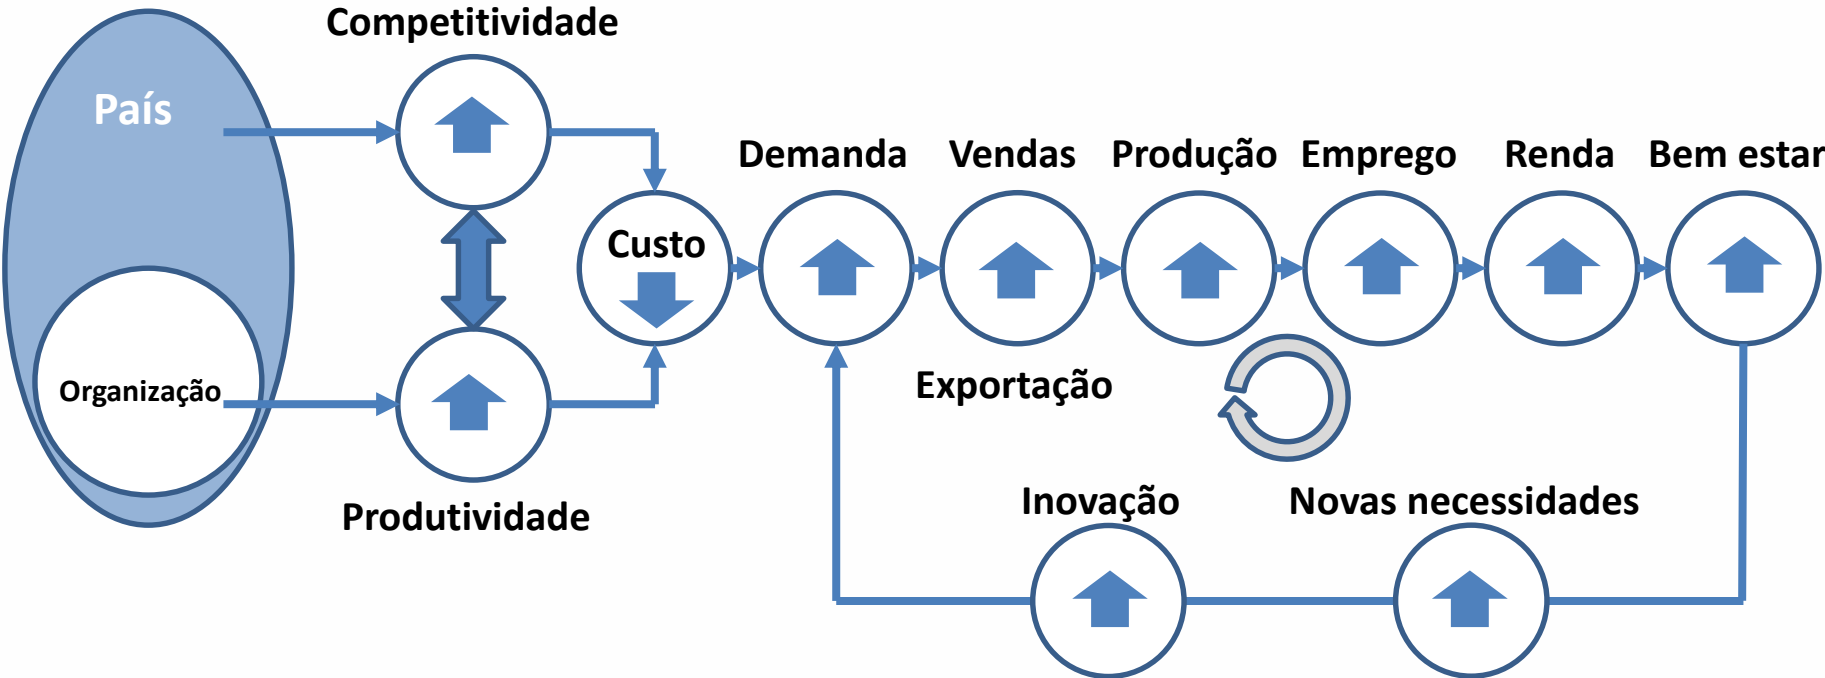 Competitividade
País
Demanda
Vendas
Produção
Emprego
Renda
Bem estar
Custo
Organização
Exportação
Produtividade
Inovação
Novas necessidades